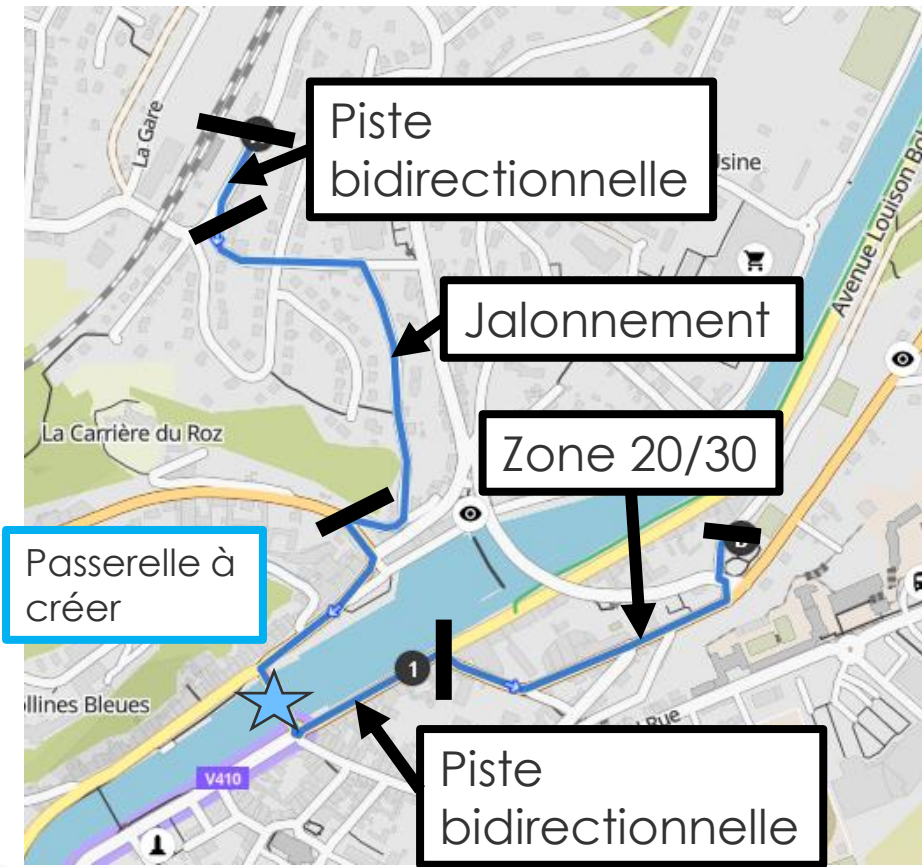 La Gare
Piste
bidirectionnelle
Usine
Avenue Louison Bob
Jalonnement
La Carrière du Roz
Zone 20/30
Passerelle à
créer
1
ollines Bleues
Rue
V410
Piste
bidirectionnelle